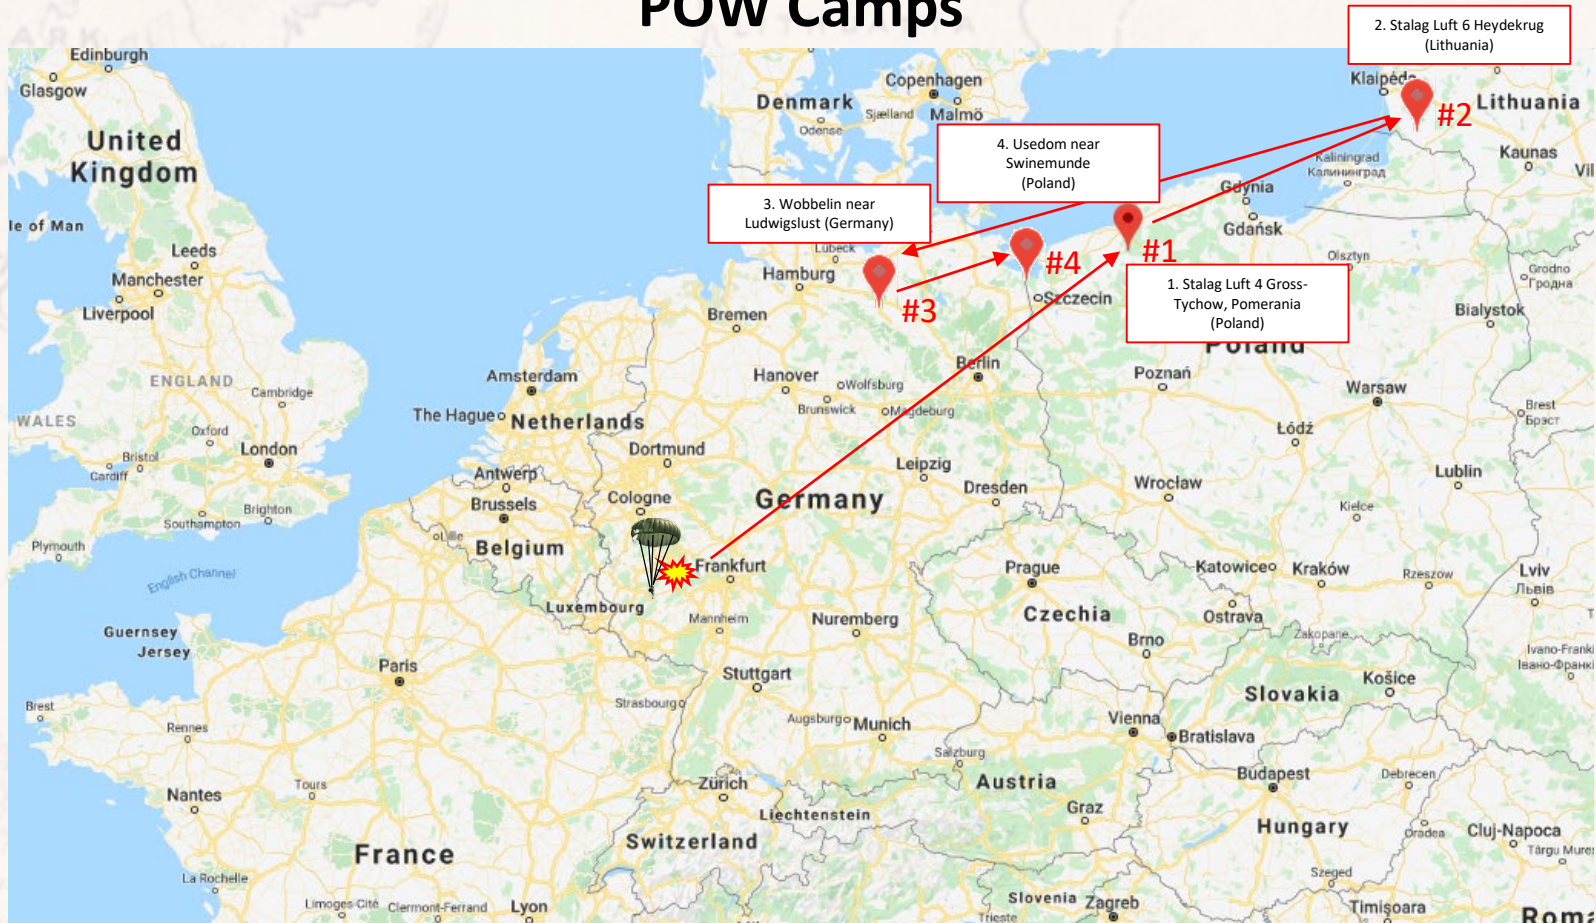 POW Camps
2. Stalag Luft 6 Heydekrug
(Lithuania)
Edinburgh
Glasgow
Copenhagen
Denmark
Sjælland
Malmö
Odense
Klaipėda
Lithuania
#2
United
Kingdom
4. Usedom near
Swinemunde
(Poland)
Kaliningrad
Калининград
Kaunas
Vil
Gdynia
Gdańsk
3. Wobbelin near
Ludwigslust (Germany)
le of Man
Leeds
Manchester
Liverpool
Lübeck
Hamburg
#4
#1
Olsztyn
Grodno
Гродна
Szczecin
1. Stalag Luft 4 Gross-
Tychow, Pomerania
(Poland)
#3
Bremen
Bialystok
Poland
ENGLAND
Cambridge
Amsterdam
Hanover
Wolfsburg
Berlin
Poznań
Warsaw
Brunswick
Magdeburg
The Hague
Netherlands
WALES
Oxford
London
Bristol
Cardiff
Brest
Брэст
Łódź
Dortmund
Antwerp
Brussels
Leipzig
Dresden
Lublin
Wrocław
Cologne
Germany
Kielce
Southampton
Brighton
Plymouth
Lille
Belgium
English Channel
Frankfurt
Prague
Katowice
Kraków
Rzeszow
Lviv
Львів
Luxembourg
Mannheim
Nuremberg
Czechia
Ostrava
Guernsey
Jersey
Brno
Zakopane
Ivano-Franki
Івано-Франкі
Paris
Stuttgart
Košice
Slovakia
Brest
Rennes
Strasbourg
Augsburg
Munich
Vienna
Bratislava
Salzburg
Nantes
Tours
Zürich
Austria
Budapest
Debrecen
Liechtenstein
Graz
Switzerland
Hungary
Oradea
Cluj-Napoca
Târgu Mureș
France
La Rochelle
Szeged
Limoges-Cité
Clermont-Ferrand
Lyon
Slovenia
Zagreb
Trieste
Timișoara
Roma